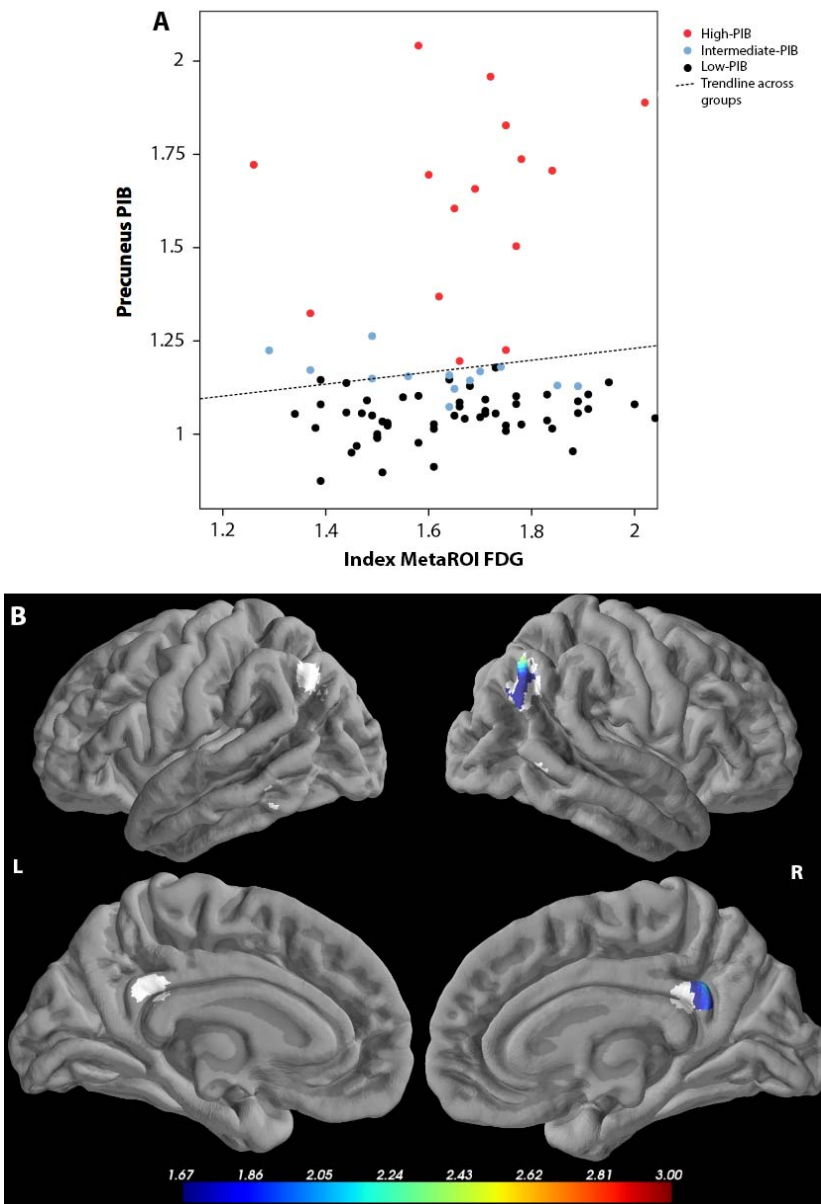 A
High-PIB
Intermediate-PIB
Low-PIB
Trendline across
groups
2
1.75
1.5
1.25
1
Precuneus PIB
1.2 1.4 1.6 1.8 2
Index MetaROI FDG
B
L R
1.67 1.86 2.05 2.24 2.43 2.62 2.81 3.00